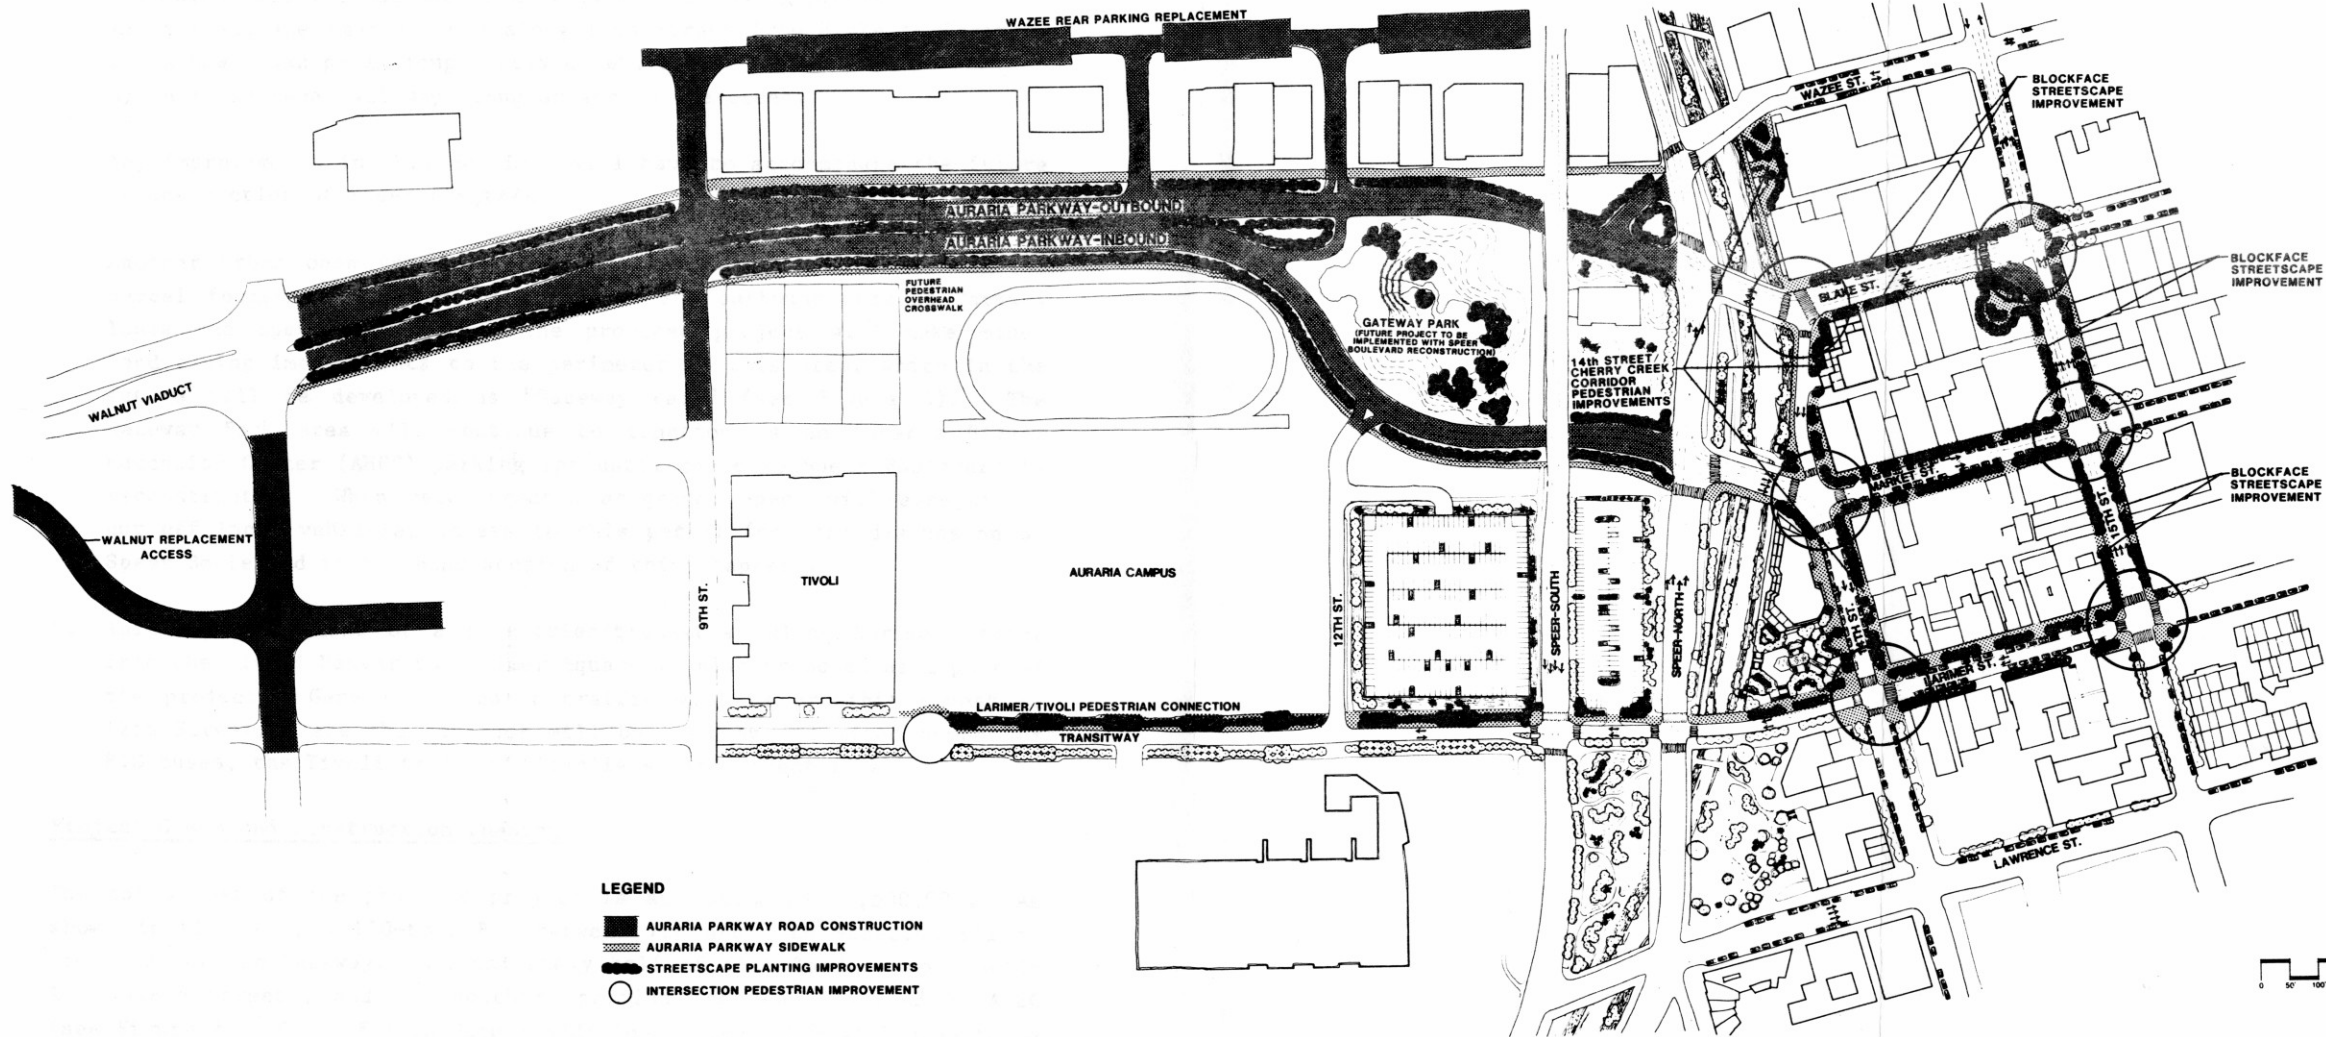 WAZEE REAR PARKING REPLACEMENT
BLOCKFACE
STREETSCAPE
IMPROVEMENT
WAZEE ST.
AURARIA PARKWAY-OUTBOUND
AURARIA PARKWAY-INBOUND
FUTURE
PEDESTRIAN
OVERHEAD
CROSSWALK
GATEWAY PARK
(FUTURE PROJECT TO BE
IMPLEMENTED WITH SPEER
BOULEVARD RECONSTRUCTION)
BLAKE ST.
BLOCKFACE
STREETSCAPE
IMPROVEMENT
14th STREET/
CHERRY CREEK
CORRIDOR
PEDESTRIAN
IMPROVEMENTS
WALNUT VIADUCT
MARKET ST.
BLOCKFACE
STREETSCAPE
IMPROVEMENT
15TH ST.
WALNUT REPLACEMENT
ACCESS
9TH ST.
TIVOLI
AURARIA CAMPUS
12TH ST.
SPEER-SOUTH
SPEER-NORTH
14TH ST.
LARIMER ST.
LARIMER/TIVOLI PEDESTRIAN CONNECTION
TRANSITWAY
LAWRENCE ST.
LEGEND
AURARIA PARKWAY ROAD CONSTRUCTION
AURARIA PARKWAY SIDEWALK
STREETSCAPE PLANTING IMPROVEMENTS
INTERSECTION PEDESTRIAN IMPROVEMENT
0 50' 100'